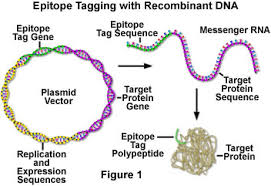 Epitope Tagging with Recombinant DNA
Epitope
Tag Gene
Epitope
Tag Sequence
Messenger RNA
Plasmid
Vector
Target
Protein
Gene
Target
Protein
Sequence
Replication
and
Expression
Sequences
Epitope
Tag
Polypeptide
Target
Protein
Figure 1